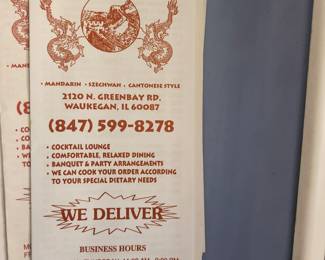 • MANDARIN • SZECHWAN • CANTONESE STYLE
2120 N. GREENBAY RD.
WAUKEGAN, IL 60087
(847) 599-8278
• COCKTAIL LOUNGE
• COMFORTABLE, RELAXED DINING
• BANQUET & PARTY ARRANGEMENTS
• WE CAN COOK YOUR ORDER ACCORDING
TO YOUR SPECIAL DIETARY NEEDS
WE DELIVER
BUSINESS HOURS